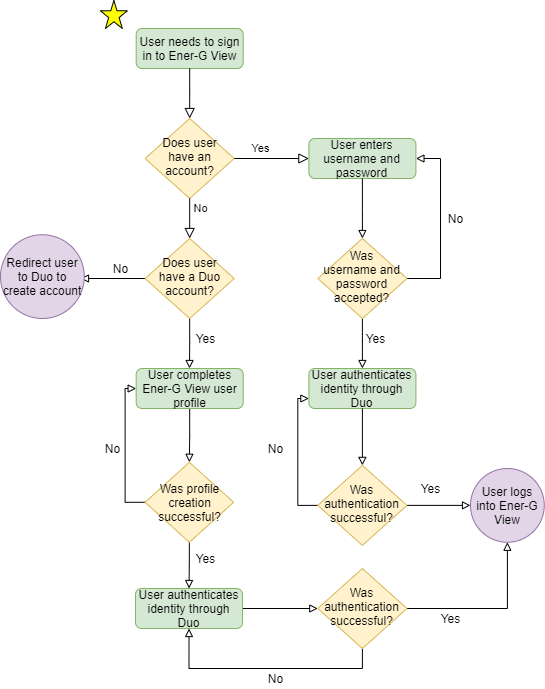 User needs to sign
in to Ener-G View
Does user
have an
account?
Yes
User enters
username and
password
No
No
Was
username and
password
accepted?
Does user
have a Duo
account?
No
Redirect user
to Duo to
create account
Yes
Yes
User completes
Ener-G View user
profile
User authenticates
identity through
Duo
No
No
Was profile
creation
successful?
Was
authentication
successful?
Yes
User logs
into Ener-G
View
Yes
User authenticates
identity through
Duo
Was
authentication
successful?
Yes
No